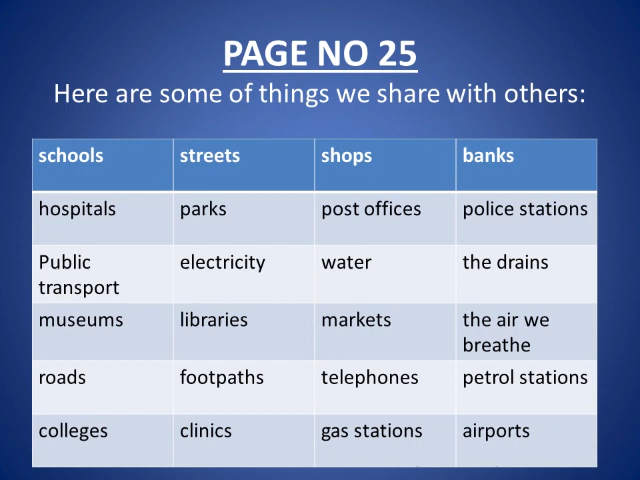 PAGE NO 25
Here are some of things we share with others:
schools streets shops banks
hospitals parks post offices police stations
Public transport electricity water the drains
museums libraries markets the air we breathe
roads footpaths telephones petrol stations
colleges clinics gas stations airports